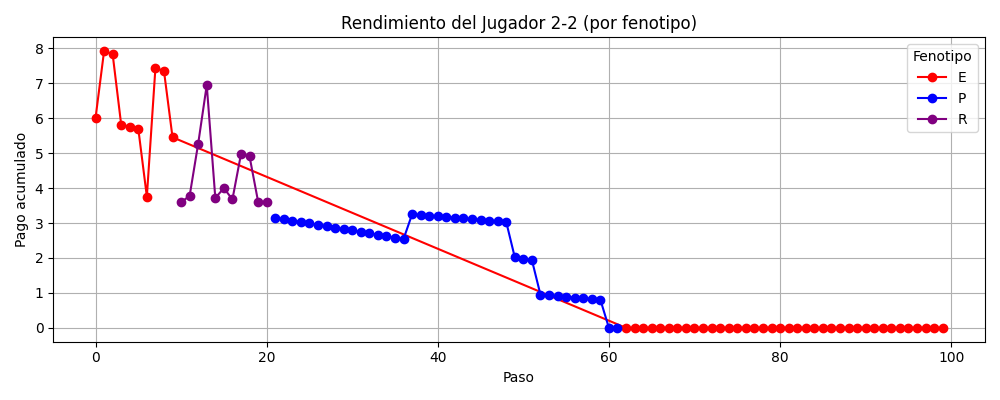 Rendimiento del Jugador 2-2 (por fenotipo)
Pago acumulado
8
7
6
5
4
3
2
1
0
Fenotipo
E
P
R
0 20 40 60 80 100
Paso